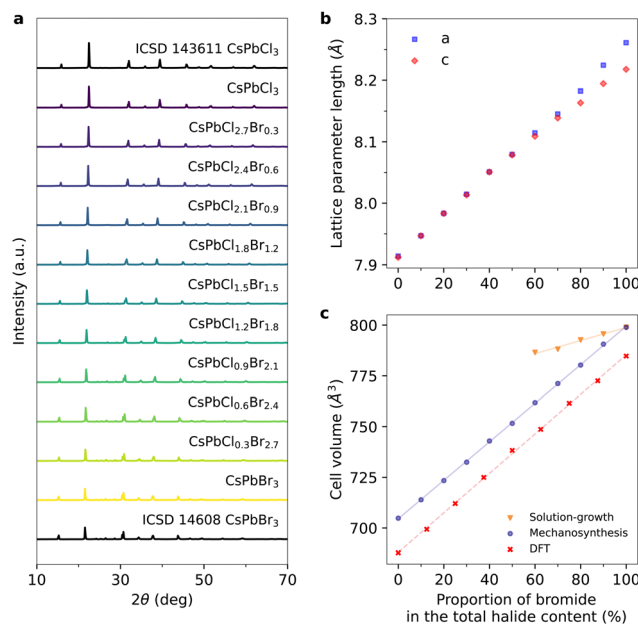 a
ICSD 143611 CsPbCl₃
CsPbCl₃
CsPbCl₂.₇Br₀.₃
CsPbCl₂.₄Br₀.₆
CsPbCl₂.₁Br₀.₉
CsPbCl₁.₈Br₁.₂
CsPbCl₁.₅Br₁.₅
CsPbCl₁.₂Br₁.₈
CsPbCl₀.₉Br₂.₁
CsPbCl₀.₆Br₂.₄
CsPbCl₀.₃Br₂.₇
CsPbBr₃
ICSD 14608 CsPbBr₃
Intensity (a.u.)
10 20 30 40 50 60 70
2θ (deg)
b
a
c
Lattice parameter length (Å)
8.3
8.2
8.1
8.0
7.9
0 20 40 60 80 100
c
Cell volume (Å³)
800
775
750
725
700
Solution-growth
Mechanosynthesis
DFT
0 20 40 60 80 100
Proportion of bromide
in the total halide content (%)